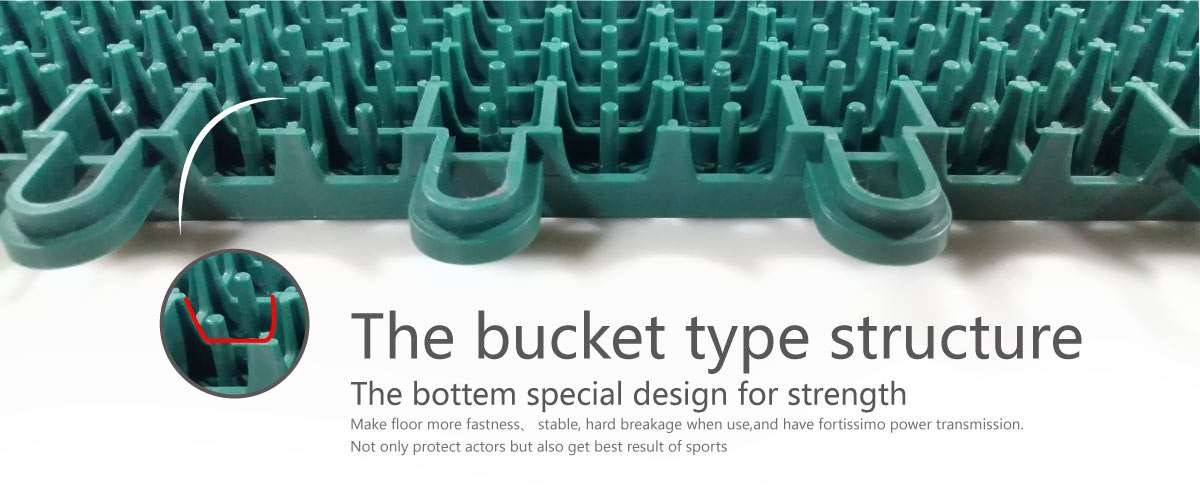 The bucket type structure
The bottem special design for strength
Make floor more fastness、 stable, hard breakage when use,and have fortissimo power transmission.
Not only protect actors but also get best result of sports